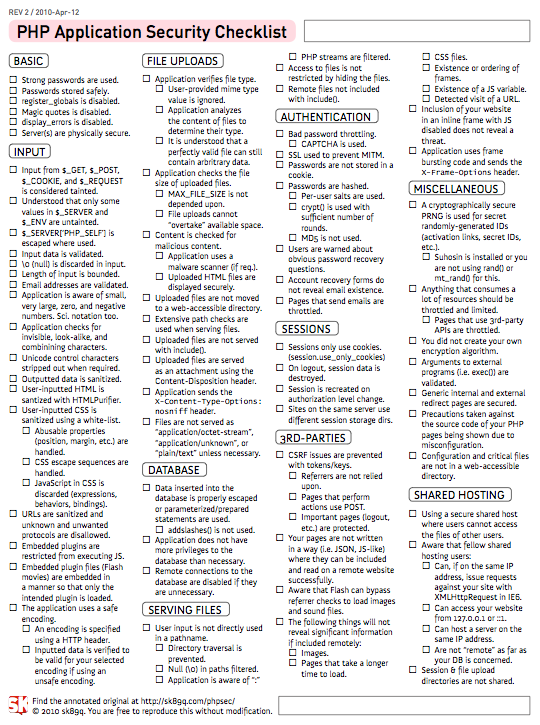 REV 2 / 2010-Apr-12
PHP Application Security Checklist
BASIC
Strong passwords are used.
Passwords stored safely.
register_globals is disabled.
Magic quotes is disabled.
display_errors is disabled.
Server(s) are physically secure.
INPUT
Input from $_GET, $_POST,
$_COOKIE, and $_REQUEST
is considered tainted.
Understood that only some
values in $_SERVER and
$_ENV are untainted.
$_SERVER['PHP_SELF'] is
escaped where used.
Input data is validated.
\0 (null) is discarded in input.
Length of input is bounded.
Email addresses are validated.
Application is aware of small,
very large, zero, and negative
numbers. Sci. notation too.
Application checks for
invisible, look-alike, and
combinining characters.
Unicode control characters
stripped out when required.
Outputted data is sanitized.
User-inputted HTML is
santized with HTMLPurifier.
User-inputted CSS is
sanitized using a white-list.
Abusable properties
(position, margin, etc.) are
handled.
CSS escape sequences are
handled.
JavaScript in CSS is
discarded (expressions,
behaviors, bindings).
URLs are sanitized and
unknown and unwanted
protocols are disallowed.
Embedded plugins are
restricted from executing JS.
Embedded plugin files (Flash
movies) are embedded in
a manner so that only the
intended plugin is loaded.
The application uses a safe
encoding.
An encoding is specified
using a HTTP header.
Inputted data is verified to
be valid for your selected
encoding if using an
unsafe encoding.
FILE UPLOADS
Application verifies file type.
User-provided mime type
value is ignored.
Application analyzes
the content of files to
determine their type.
It is understood that a
perfectly valid file can still
contain arbitrary data.
Application checks the file
size of uploaded files.
MAX_FILE_SIZE is not
depended upon.
File uploads cannot
"overtake" available space.
Content is checked for
malicious content.
Application uses a
malware scanner (if req.).
Uploaded HTML files are
displayed securely.
Uploaded files are not moved
to a web-accessible directory.
Extensive path checks are
used when serving files.
Uploaded files are not served
with include().
Uploaded files are served
as an attachment using the
Content-Disposition header.
Application sends the
X-Content-Type-Options:
nosniff header.
Files are not served as
"application/octet-stream",
"application/unknown", or
"plain/text" unless necessary.
DATABASE
Data inserted into the
database is properly escaped
or parameterized/prepared
statements are used.
addslashes() is not used.
Application does not have
more privileges to the
database than necessary.
Remote connections to the
database are disabled if they
are unnecessary.
SERVING FILES
User input is not directly used
in a pathname.
Directory traversal is
prevented.
Null (\0) in paths filtered.
Application is aware of ":"
PHP streams are filtered.
Access to files is not
restricted by hiding the files.
Remote files not included
with include().
AUTHENTICATION
Bad password throttling.
CAPTCHA is used.
SSL used to prevent MITM.
Passwords are not stored in a
cookie.
Passwords are hashed.
Per-user salts are used.
crypt() is used with
sufficient number of
rounds.
MD5 is not used.
Users are warned about
obvious password recovery
questions.
Account recovery forms do
not reveal email existence.
Pages that send emails are
throttled.
SESSIONS
Sessions only use cookies.
(session.use_only_cookies)
On logout, session data is
destroyed.
Session is recreated on
authorization level change.
Sites on the same server use
different session storage dirs.
3RD-PARTIES
CSRF issues are prevented
with tokens/keys.
Referrers are not relied
upon.
Pages that perform
actions use POST.
Important pages (logout,
etc.) are protected.
Your pages are not written
in a way (i.e. JSON, JS-like)
where they can be included
and read on a remote website
successfully.
Aware that Flash can bypass
referrer checks to load images
and sound files.
The following things will not
reveal significant information
if included remotely:
Images.
Pages that take a longer
time to load.
CSS files.
Existence or ordering of
frames.
Existence of a JS variable.
Detected visit of a URL.
Inclusion of your website
in an inline frame with JS
disabled does not reveal a
threat.
Application uses frame
bursting code and sends the
X-Frame-Options header.
MISCELLANEOUS
A cryptographically secure
PRNG is used for secret
randomly-generated IDs
(activation links, secret IDs,
etc.).
Suhosin is installed or you
are not using rand() or
mt_rand() for this.
Anything that consumes a
lot of resources should be
throttled and limited.
Pages that use 3rd-party
APIs are throttled.
You did not create your own
encryption algorithm.
Arguments to external
programs (i.e. exec()) are
validated.
Generic internal and external
redirect pages are secured.
Precautions taken against
the source code of your PHP
pages being shown due to
misconfiguration.
Configuration and critical files
are not in a web-accessible
directory.
SHARED HOSTING
Using a secure shared host
where users cannot access
the files of other users.
Aware that fellow shared
hosting users:
Can, if on the same IP
address, issue requests
against your site with
XMLHttpRequest in IE6.
Can access your website
from 127.0.0.1 or ::1.
Can host a server on the
same IP address.
Are not "remote" as far as
your DB is concerned.
Session & file upload
directories are not shared.
SK
Find the annotated original at http://sk89q.com/phpsec/
© 2010 sk89q. You are free to reproduce this without modification.